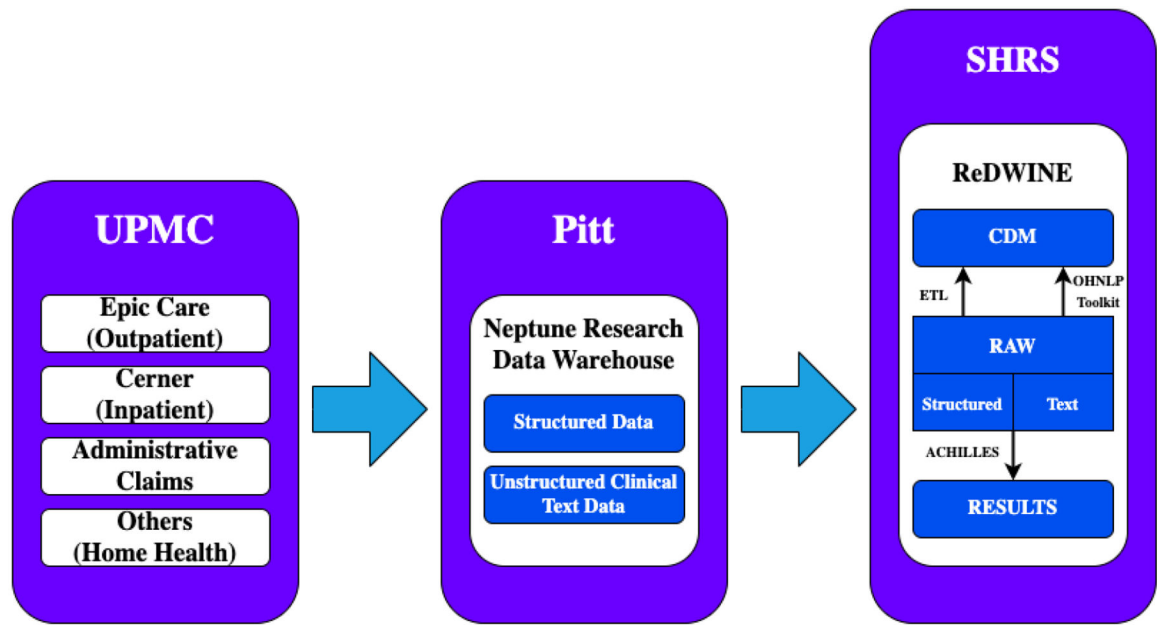 UPMC
Epic Care
(Outpatient)
Cerner
(Inpatient)
Administrative
Claims
Others
(Home Health)
Pitt
Neptune Research
Data Warehouse
Structured Data
Unstructured Clinical
Text Data
SHRS
ReDWINE
CDM
ETL
OHNLP
Toolkit
RAW
Structured
Text
ACHILLES
RESULTS